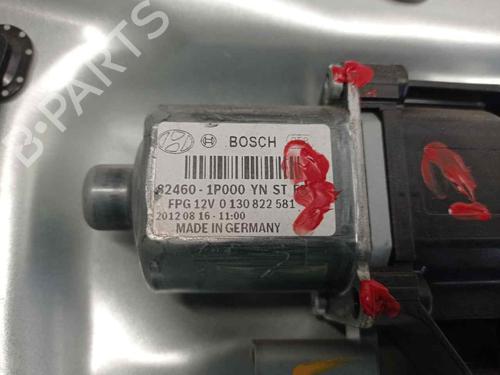 B-PARTS
BOSCH
82460-1P000 YN ST
FPG 12V 0 130 822 581
2012 08 16 - 11:00
MADE IN GERMANY